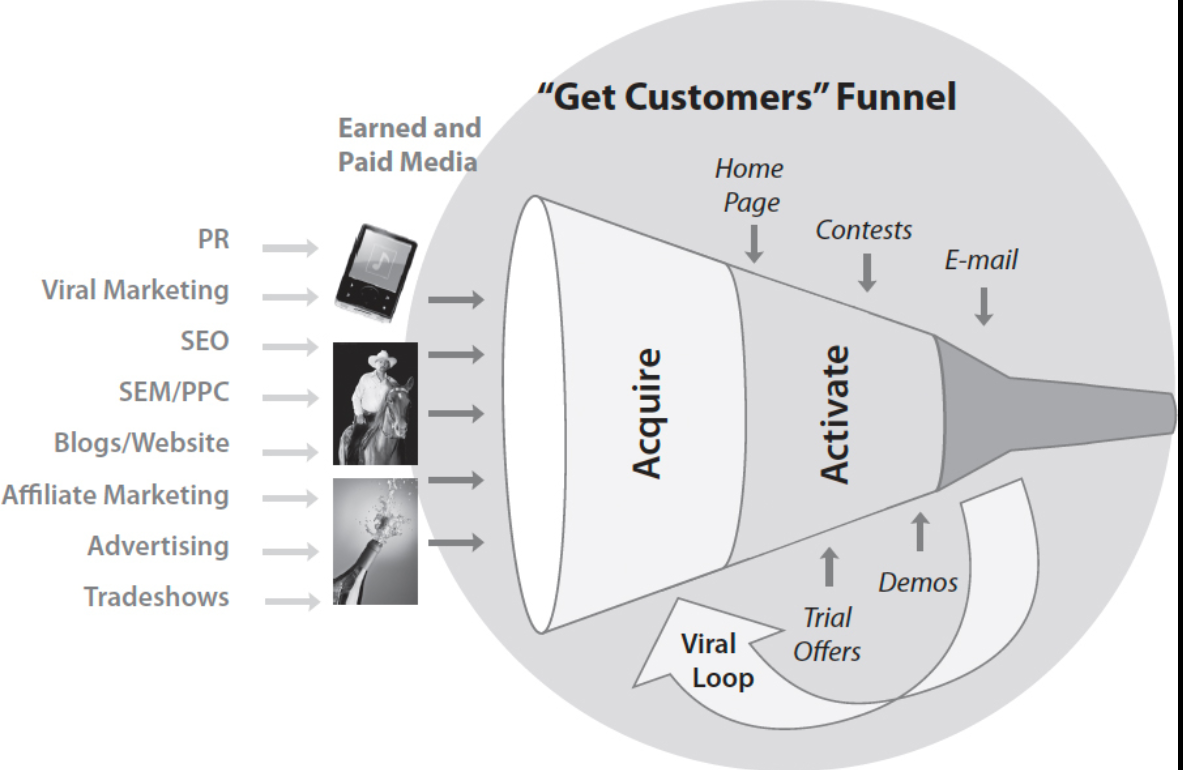 “Get Customers” Funnel
Earned and
Paid Media
PR
Viral Marketing
SEO
SEM/PPC
Blogs/Website
Affiliate Marketing
Advertising
Tradeshows
Home
Page
Contests
E-mail
Acquire
Activate
Demos
Trial
Offers
Viral
Loop